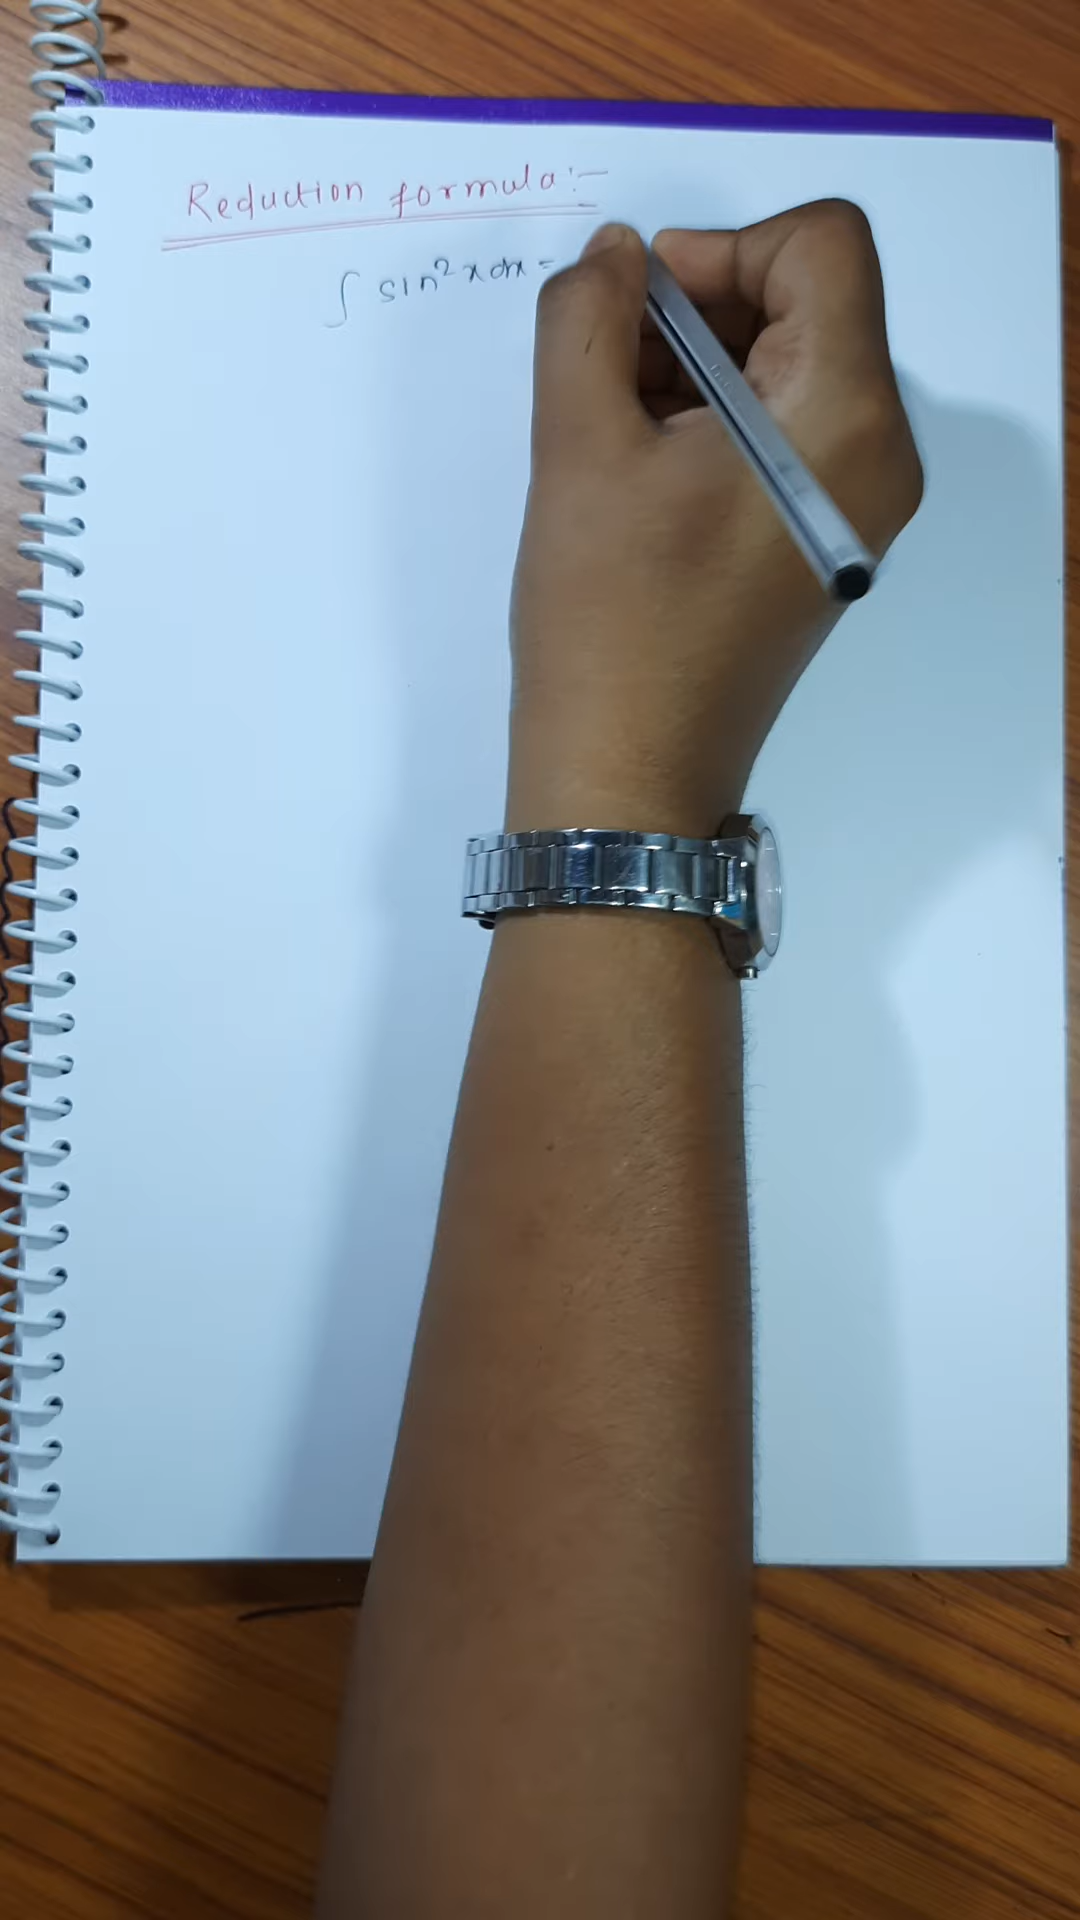 Reduction formula:-
∫ sin²x dx =